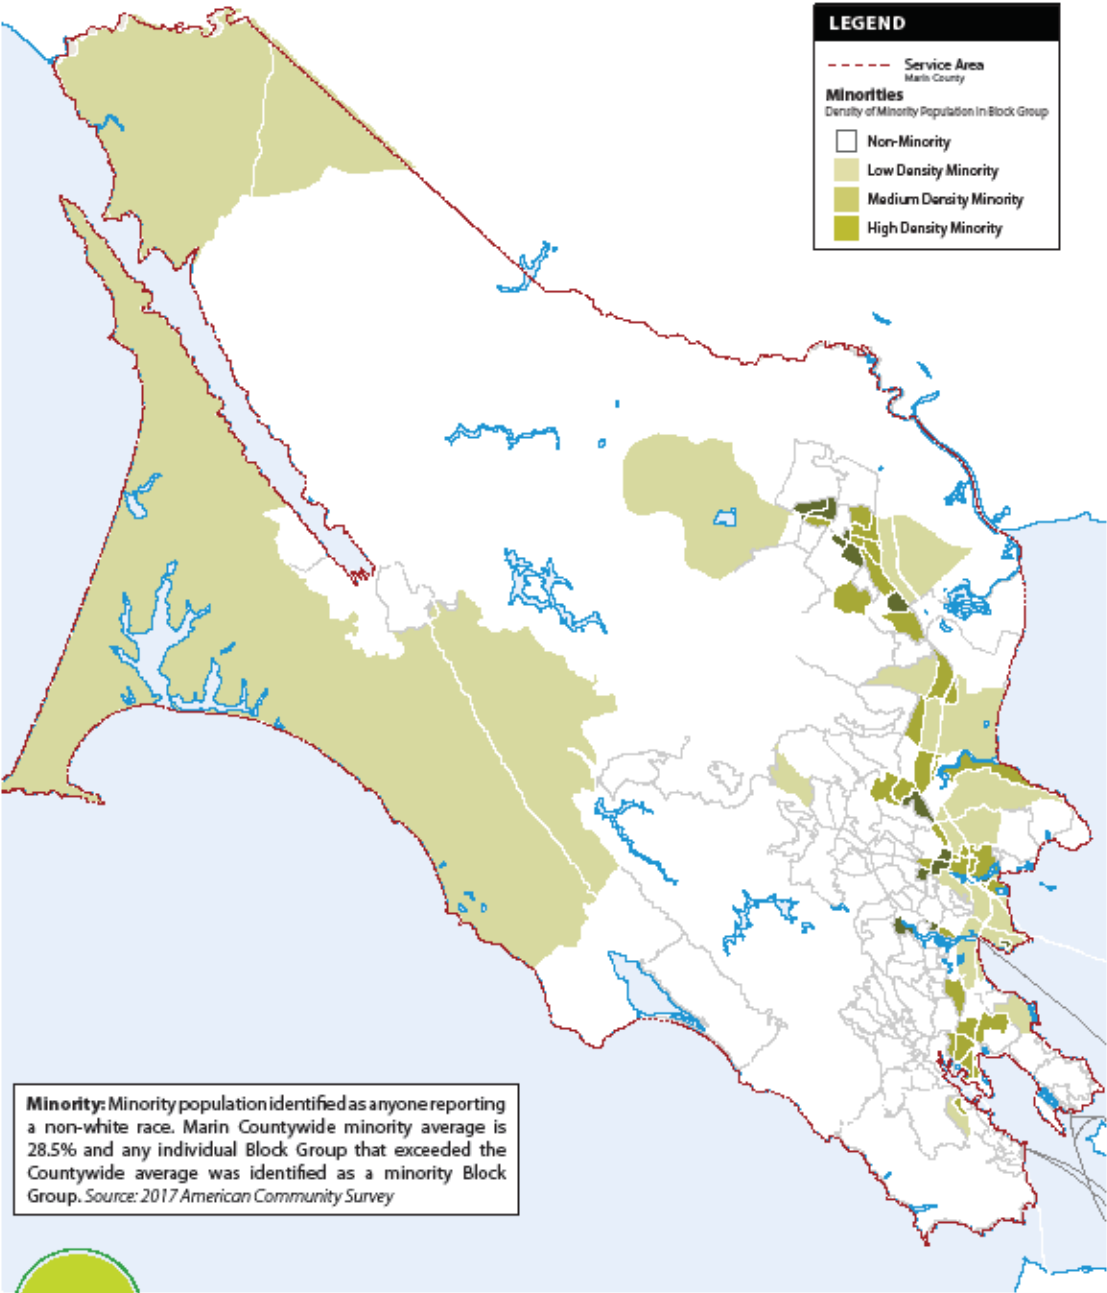 LEGEND
Service Area
Marin County
Minorities
Density of Minority Population in Block Group
Non-Minority
Low Density Minority
Medium Density Minority
High Density Minority
Minority: Minority population identified as anyone reporting
a non-white race. Marin Countywide minority average is
28.5% and any individual Block Group that exceeded the
Countywide average was identified as a minority Block
Group. Source: 2017 American Community Survey